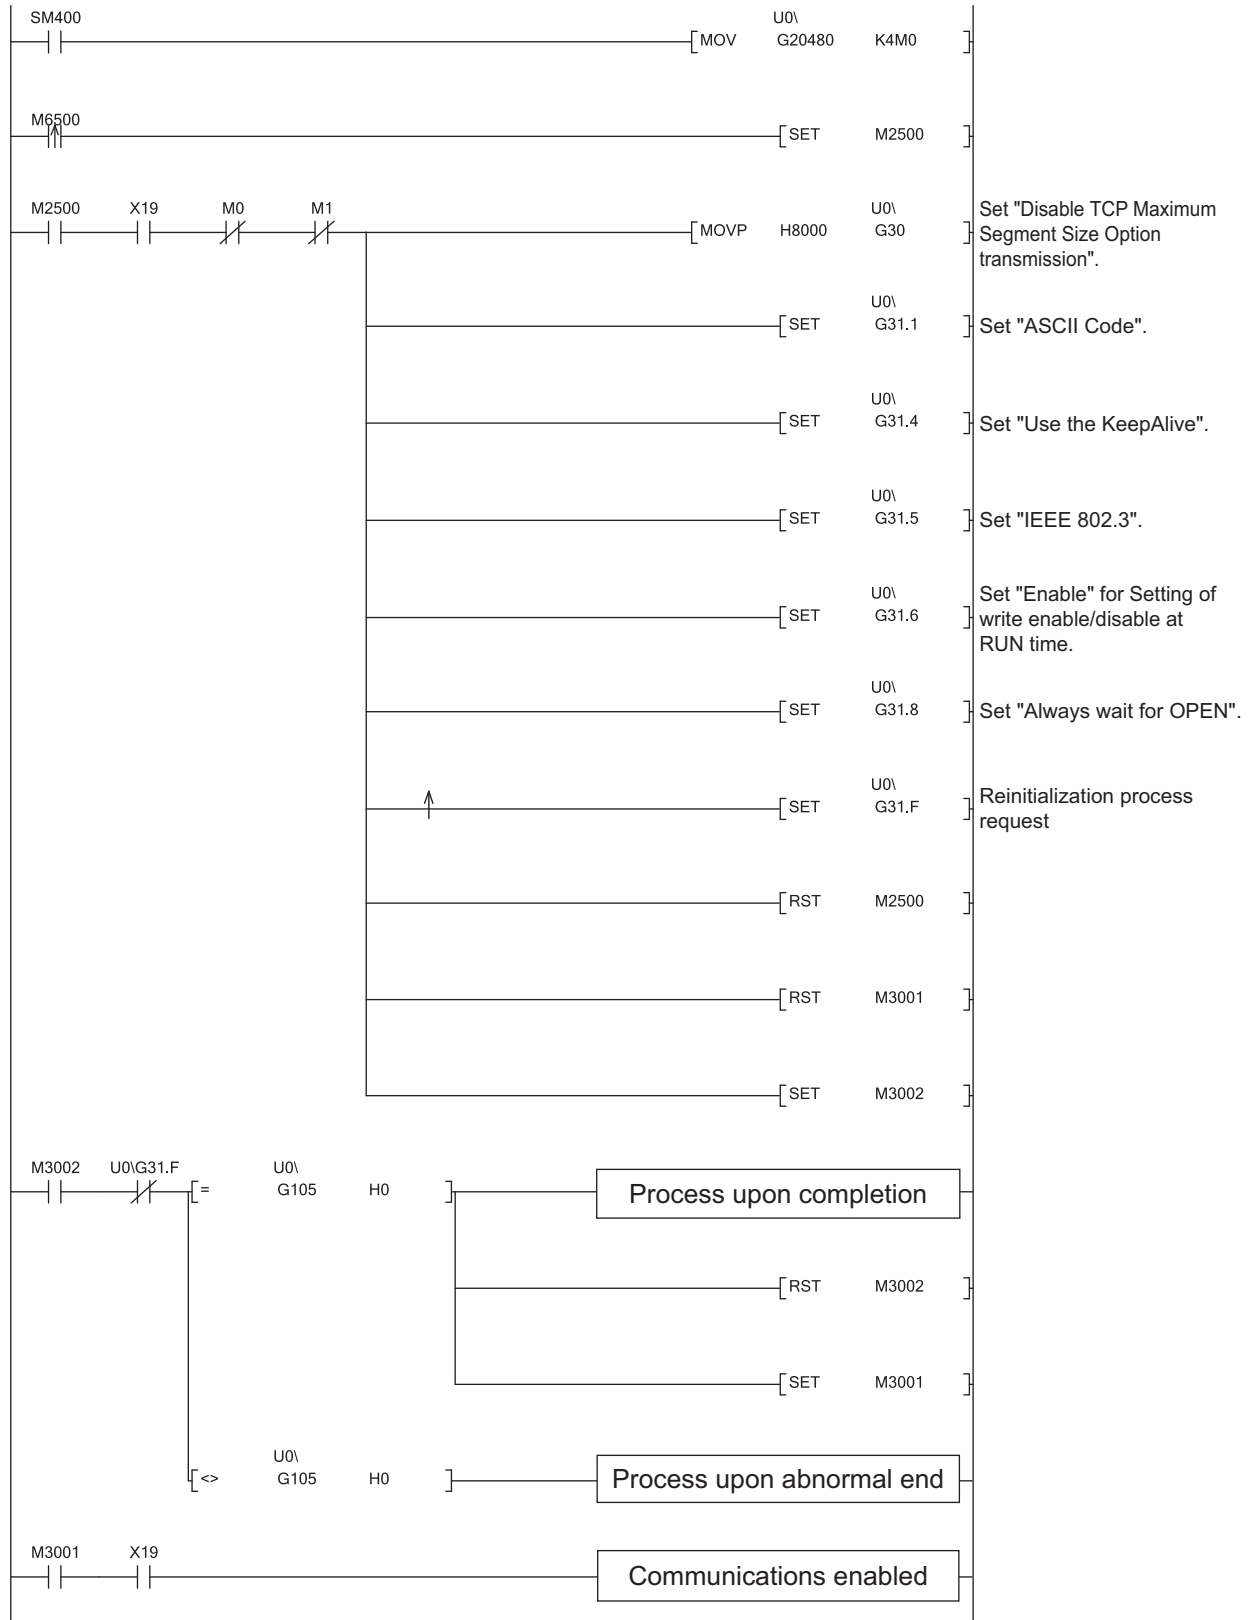 SM400
U0\
MOV G20480 K4M0
M6500
SET M2500
M2500 X19 M0 M1
U0\
MOVP H8000 G30
Set "Disable TCP Maximum
Segment Size Option
transmission".
U0\
SET G31.1
Set "ASCII Code".
U0\
SET G31.4
Set "Use the KeepAlive".
U0\
SET G31.5
Set "IEEE 802.3".
U0\
SET G31.6
Set "Enable" for Setting of
write enable/disable at
RUN time.
U0\
SET G31.8
Set "Always wait for OPEN".
U0\
SET G31.F
Reinitialization process
request
RST M2500
RST M3001
SET M3002
M3002 U0\G31.F
U0\
= G105 H0
Process upon completion
RST M3002
SET M3001
U0\
<> G105 H0
Process upon abnormal end
M3001 X19
Communications enabled